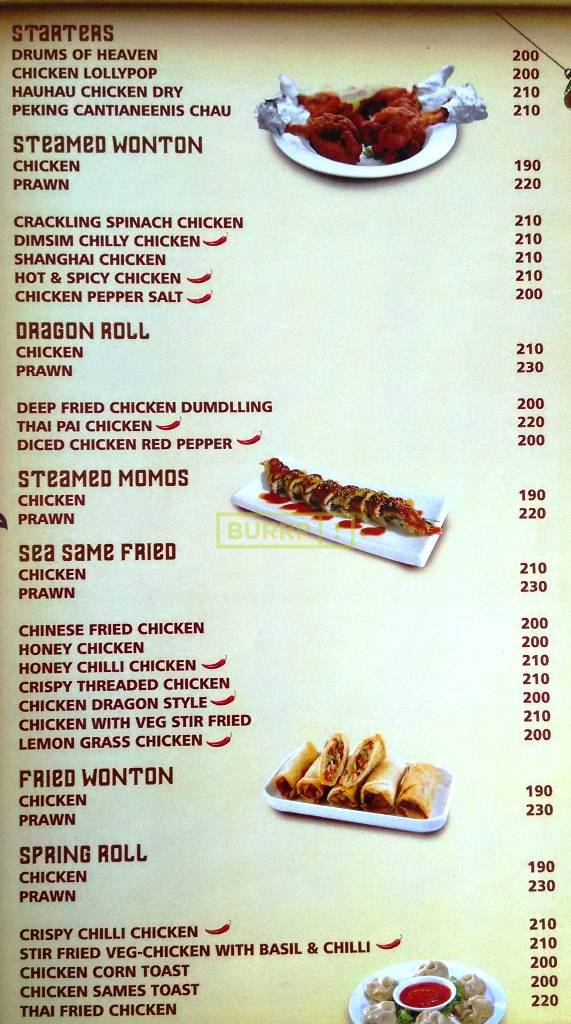 STARTERS
DRUMS OF HEAVEN 200
CHICKEN LOLLYPOP 200
HAUHAU CHICKEN DRY 210
PEKING CANTIANEENIS CHAU 210
STEAMED WONTON
CHICKEN 190
PRAWN 220
CRACKLING SPINACH CHICKEN 210
DIMSIM CHILLY CHICKEN 210
SHANGHAI CHICKEN 210
HOT & SPICY CHICKEN 210
CHICKEN PEPPER SALT 200
DRAGON ROLL
CHICKEN 210
PRAWN 230
DEEP FRIED CHICKEN DUMDLLING 200
THAI PAI CHICKEN 220
DICED CHICKEN RED PEPPER 200
STEAMED MOMOS
CHICKEN 190
PRAWN 220
BURRP!
SEA SAME FRIED
CHICKEN 210
PRAWN 230
CHINESE FRIED CHICKEN 200
HONEY CHICKEN 200
HONEY CHILLI CHICKEN 210
CRISPY THREADED CHICKEN 210
CHICKEN DRAGON STYLE 200
CHICKEN WITH VEG STIR FRIED 210
LEMON GRASS CHICKEN 200
FRIED WONTON
CHICKEN 190
PRAWN 230
SPRING ROLL
CHICKEN 190
PRAWN 230
CRISPY CHILLI CHICKEN 210
STIR FRIED VEG-CHICKEN WITH BASIL & CHILLI 210
CHICKEN CORN TOAST 200
CHICKEN SAMES TOAST 200
THAI FRIED CHICKEN 220